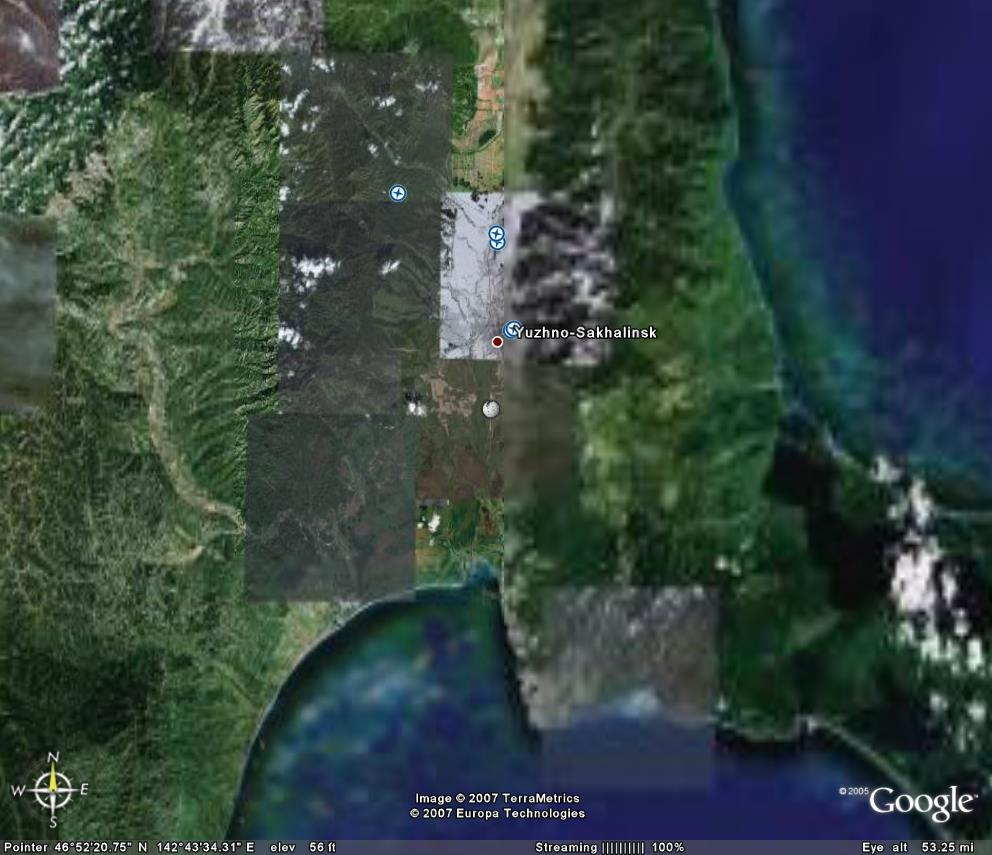 Yuzhno-Sakhalinsk
N
W E
S
Image © 2007 TerraMetrics
© 2007 Europa Technologies
© 2005 Google™
Pointer 46°52'20.75" N 142°43'34.31" E elev 56 ft Streaming |||||||||| 100% Eye alt 53.25 mi